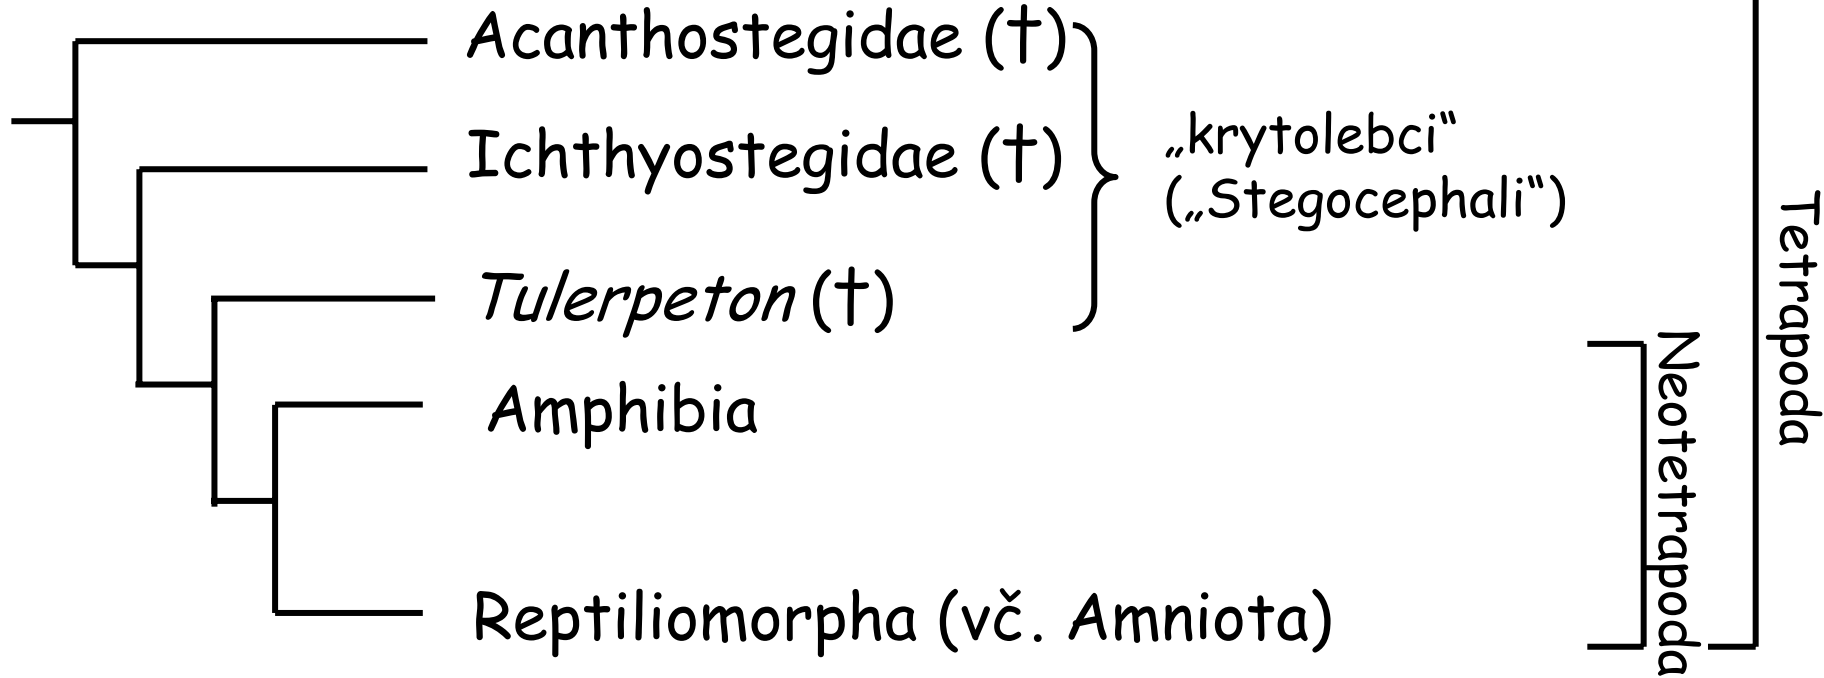 Acanthostegidae (†)
Ichthyostegidae (†)
„krytolebci“
(„Stegocephali“)
Tulerpeton (†)
Amphibia
Reptiliomorpha (vč. Amniota)
Neotetrapoda
Tetrapoda